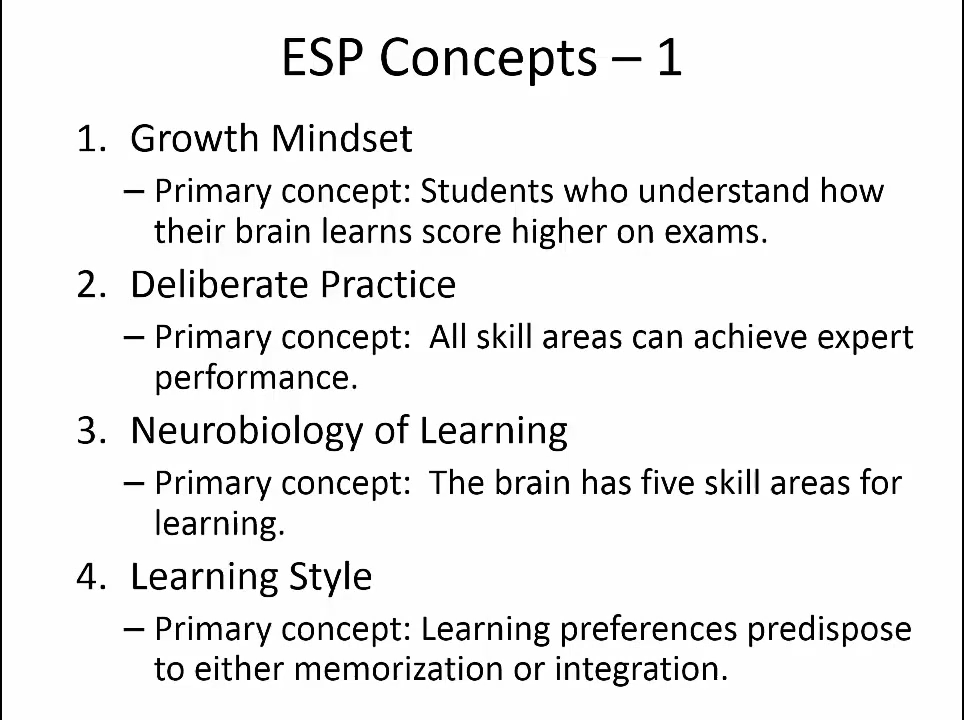 ESP Concepts – 1
1. Growth Mindset
– Primary concept: Students who understand how
their brain learns score higher on exams.
2. Deliberate Practice
– Primary concept: All skill areas can achieve expert
performance.
3. Neurobiology of Learning
– Primary concept: The brain has five skill areas for
learning.
4. Learning Style
– Primary concept: Learning preferences predispose
to either memorization or integration.